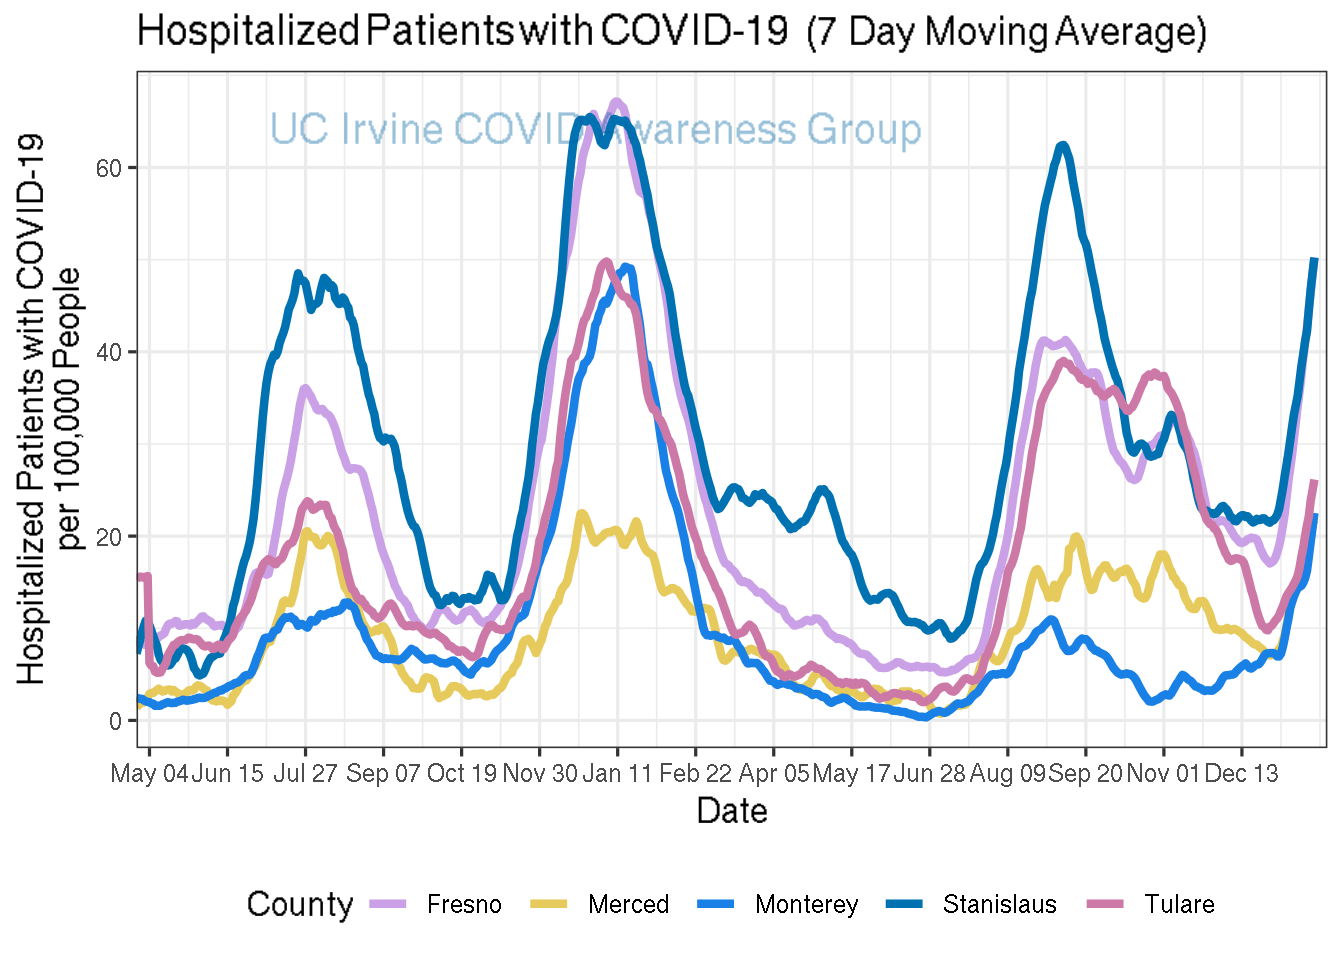 Hospitalized Patients with COVID-19 (7 Day Moving Average)
UC Irvine COVID Awareness Group
Hospitalized Patients with COVID-19
per 100,000 People
60
40
20
0
May 04 Jun 15 Jul 27 Sep 07 Oct 19 Nov 30 Jan 11 Feb 22 Apr 05 May 17 Jun 28 Aug 09 Sep 20 Nov 01 Dec 13
Date
County Fresno Merced Monterey Stanislaus Tulare